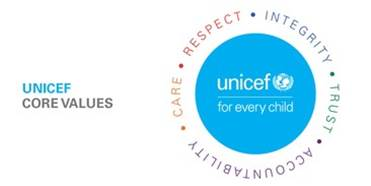 UNICEF
CORE VALUES
CARE • RESPECT • INTEGRITY • TRUST • ACCOUNTABILITY •
unicef
for every child